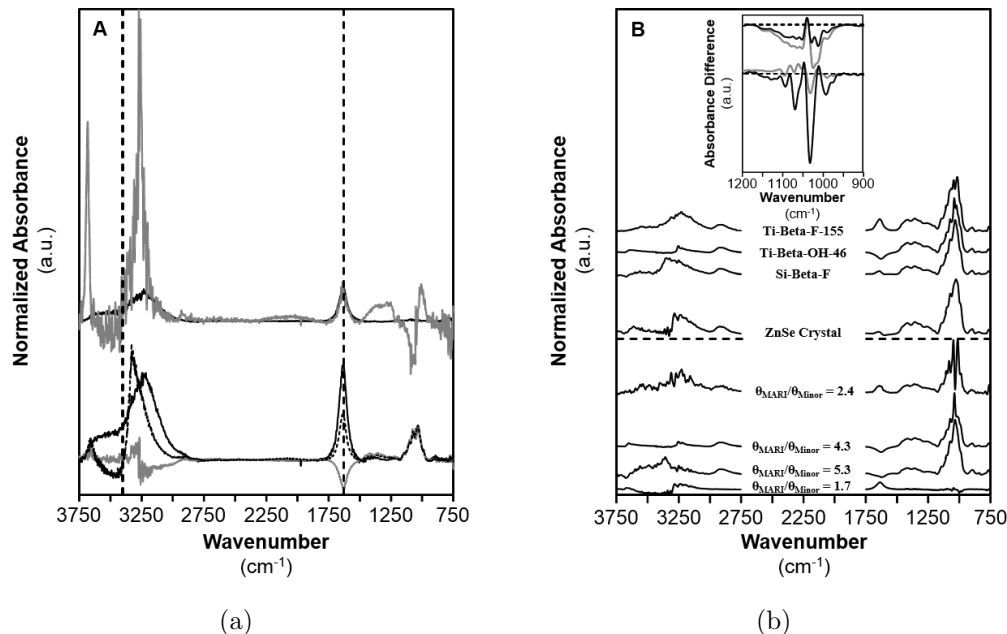 A
Normalized Absorbance
(a.u.)
3750 3250 2750 2250 1750 1250 750
Wavenumber
(cm-1)
(a)
B
Normalized Absorbance
(a.u.)
Absorbance Difference
(a.u.)
1200 1100 1000 900
Wavenumber
(cm-1)
Ti-Beta-F-155
Ti-Beta-OH-46
Si-Beta-F
ZnSe Crystal
θMARI/θMinor = 2.4
θMARI/θMinor = 4.3
θMARI/θMinor = 5.3
θMARI/θMinor = 1.7
3750 3250 2750 2250 1750 1250 750
Wavenumber
(cm-1)
(b)